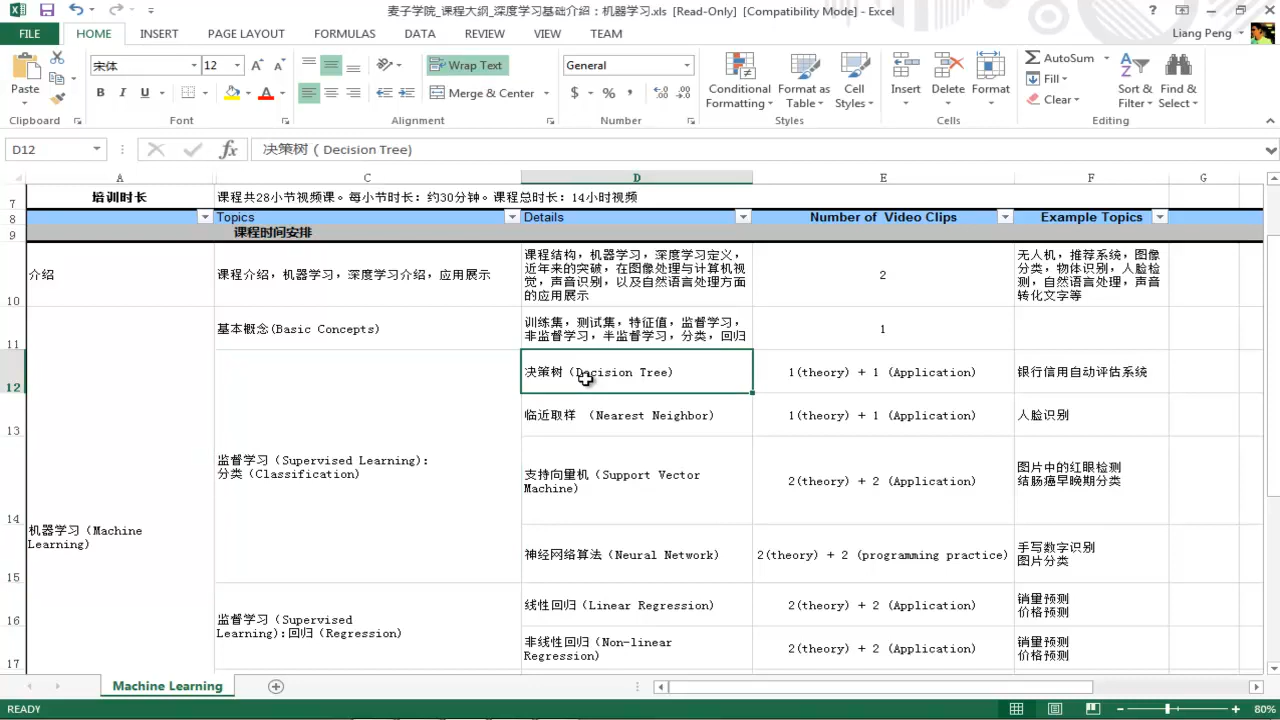 麦子学院_课程大纲_深度学习基础介绍：机器学习.xls [Read-Only] [Compatibility Mode] - Excel
FILE HOME INSERT PAGE LAYOUT FORMULAS DATA REVIEW VIEW TEAM Liang Peng
宋体 12 Wrap Text General AutoSum
Paste Fill
B I U Merge & Center $ % Conditional Formatting Format as Table Cell Styles Insert Delete Format Clear Sort & Filter Find & Select
Clipboard Font Alignment Number Styles Cells Editing
D12 fx 决策树（Decision Tree)
A C D E F G
7 培训时长 课程共28小节视频课。每小节时长：约30分钟。课程总时长：14小时视频
8 Topics Details Number of Video Clips Example Topics
9 课程时间安排
介绍 课程介绍，机器学习，深度学习介绍，应用展示
课程结构，机器学习，深度学习定义，
近年来的突破，在图像处理与计算机视
觉，声音识别，以及自然语言处理方面
的应用展示
2
无人机，推荐系统，图像
分类，物体识别，人脸检
测，自然语言处理，声音
转化文字等
10
基本概念(Basic Concepts)
训练集，测试集，特征值，监督学习，
非监督学习，半监督学习，分类，回归
1
11
决策树（Decision Tree) 1(theory) + 1 (Application) 银行信用自动评估系统
12
临近取样 （Nearest Neighbor) 1(theory) + 1 (Application) 人脸识别
13
监督学习（Supervised Learning):
分类（Classification)
支持向量机（Support Vector
Machine)
2(theory) + 2 (Application)
图片中的红眼检测
结肠癌早晚期分类
14
机器学习（Machine
Learning)
神经网络算法（Neural Network) 2(theory) + 2 (programming practice)
手写数字识别
图片分类
15
监督学习（Supervised
Learning):回归（Regression)
线性回归（Linear Regression) 2(theory) + 2 (Application)
销量预测
价格预测
16
非线性回归（Non-linear
Regression)
2(theory) + 2 (Application)
销量预测
价格预测
17
Machine Learning
READY 80%